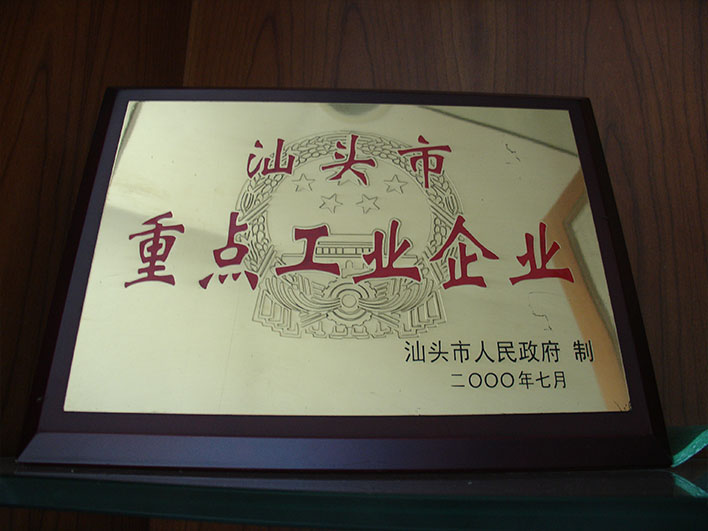 汕头市
重点工业企业
汕头市人民政府 制
二〇〇〇年七月